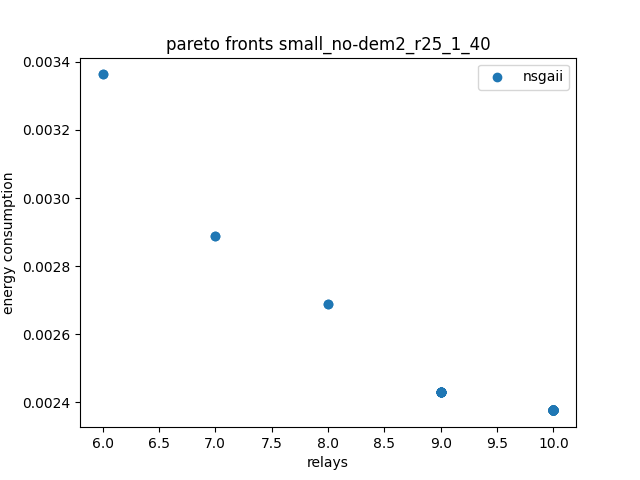 pareto fronts small_no-dem2_r25_1_40
nsgaii
energy consumption
0.0034
0.0032
0.0030
0.0028
0.0026
0.0024
6.0 6.5 7.0 7.5 8.0 8.5 9.0 9.5 10.0
relays